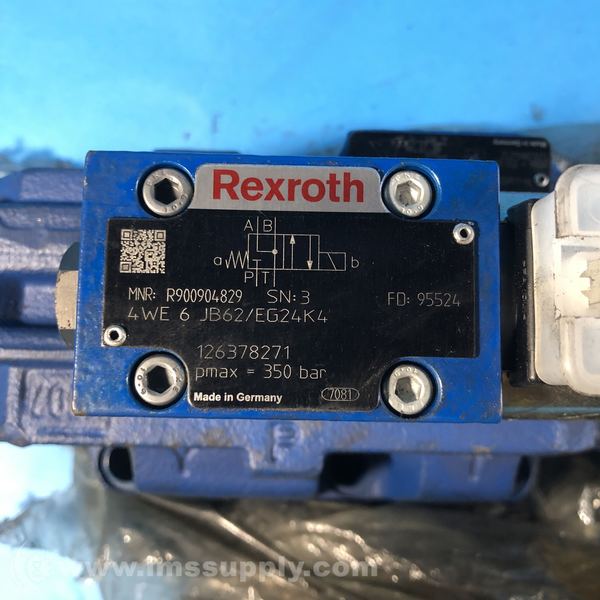 Rexroth
A B
a b
P T
MNR: R900904829 SN: 3 FD: 95524
4WE 6 JB62/EG24K4
126378271
pmax = 350 bar
Made in Germany 7081
P
www.imssupply.com